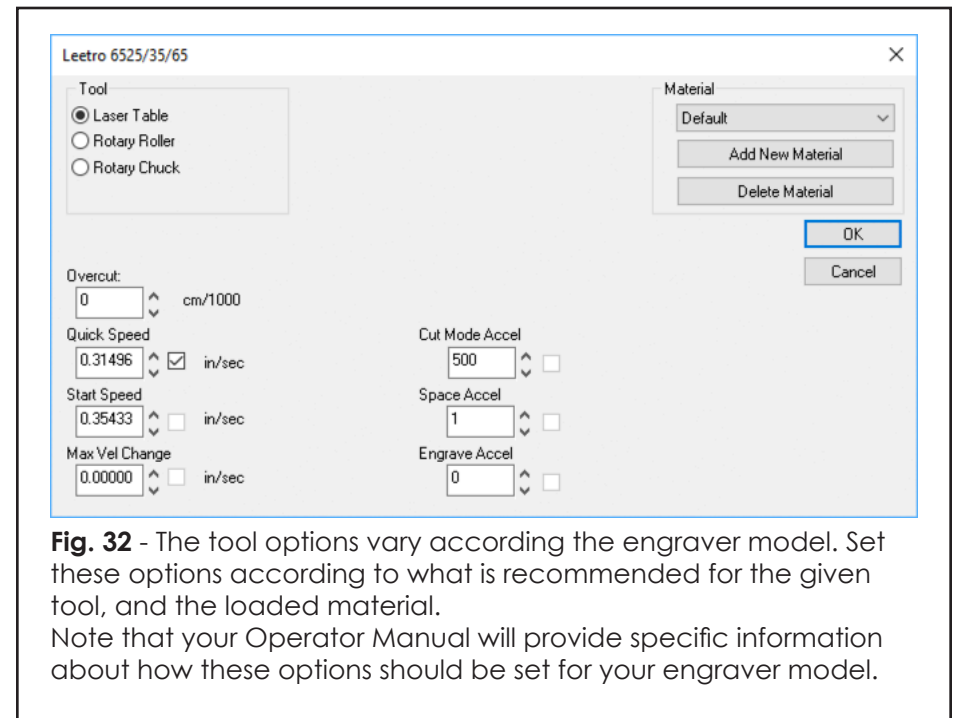 Leetro 6525/35/65
Tool
Laser Table
Rotary Roller
Rotary Chuck
Material
Default
Add New Material
Delete Material
OK
Cancel
Overcut:
0 cm/1000
Quick Speed
0.31496 in/sec
Start Speed
0.35433 in/sec
Max Vel Change
0.00000 in/sec
Cut Mode Accel
500
Space Accel
1
Engrave Accel
0
Fig. 32 - The tool options vary according the engraver model. Set
these options according to what is recommended for the given
tool, and the loaded material.
Note that your Operator Manual will provide specific information
about how these options should be set for your engraver model.